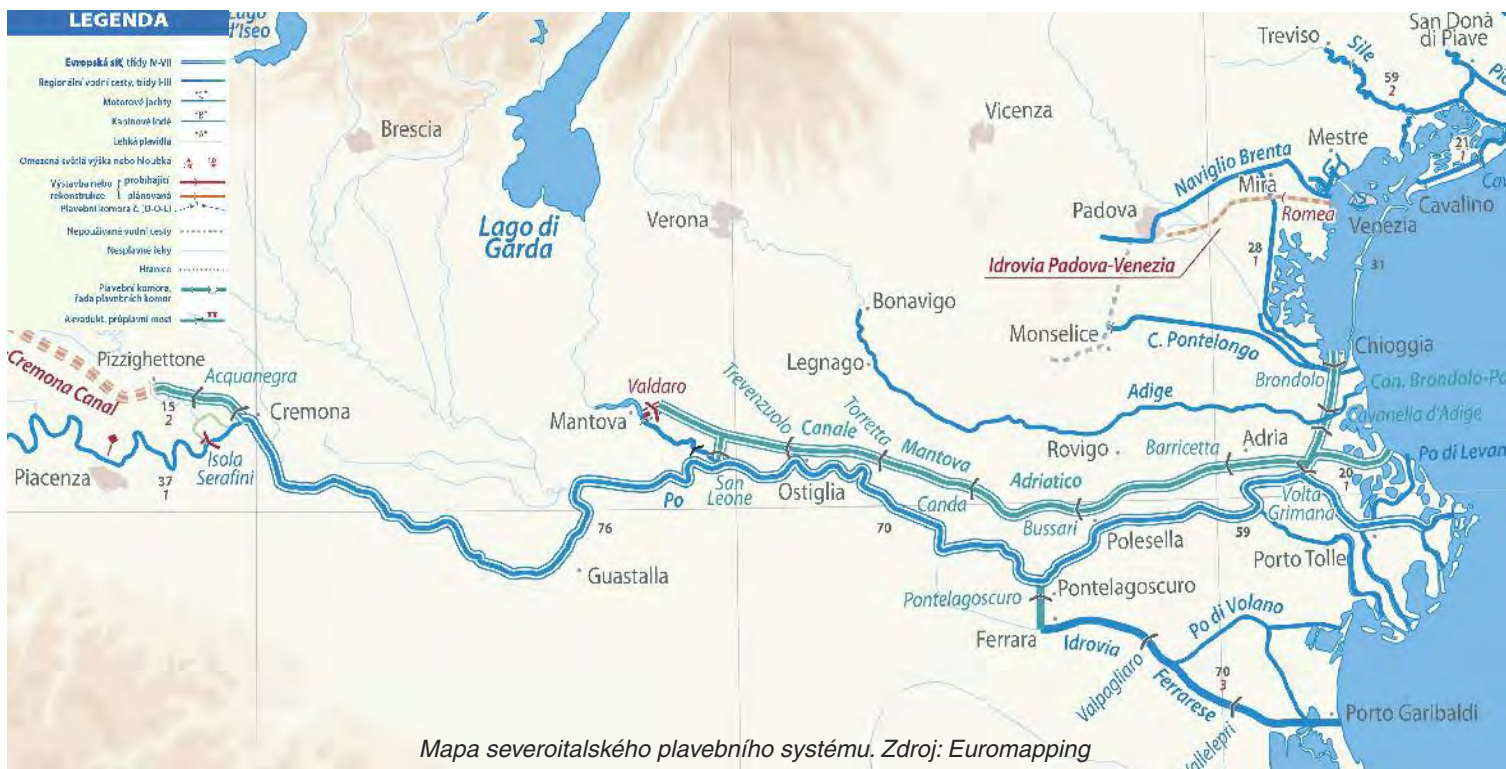 LEGENDA
Evropská síť, třídy IV-VII
Regionální vodní cesty, třídy I-III
Motorové jachty
"C"
Kabinové lodě
"B"
Lehká plavidla
"A"
Omezená světlá výška nebo hloubka
Výstavba nebo rekonstrukce
probíhající
plánovaná
Plavební komora č. (D-O-L)
Nepoužívané vodní cesty
Nesplavné řeky
Hranice
Plavební komora,
řada plavebních komor
Akvadukt, průplavní most
Lago
d'Iseo
Brescia
Lago di
Garda
Verona
Vicenza
Treviso
Sile
59
2
San Donà
di Piave
Mestre
21
1
Naviglio Brenta
Mira
Padova
Romea
Venezia
Cavalino
Idrovia Padova-Venezia
28
1
31
Bonavigo
Monselice
C. Pontelongo
Chioggia
Legnago
Brondolo
Can. Brondolo-Po
Adige
Cavanella d'Adige
Pizzighettone
Acquanegra
Cremona Canal
15
2
Cremona
Isola
Serafini
Piacenza
37
1
Valdaro
Mantova
Trevenzuolo
Canale
Torretta
Mantova
Rovigo
Barricetta
Adria
Po di Levan
20
1
Adriatico
Po
San
Leone
Ostiglia
Canda
Bussari
Volta
Grimana
76
70
59
Polesella
Porto Tolle
Guastalla
Pontelagoscuro
Pontelagoscuro
Ferrara
Idrovia
Po di Volano
Valpagliaro
70
3
Ferrarese
Porto Garibaldi
Mapa severoitalského plavebního systému. Zdroj: Euromapping